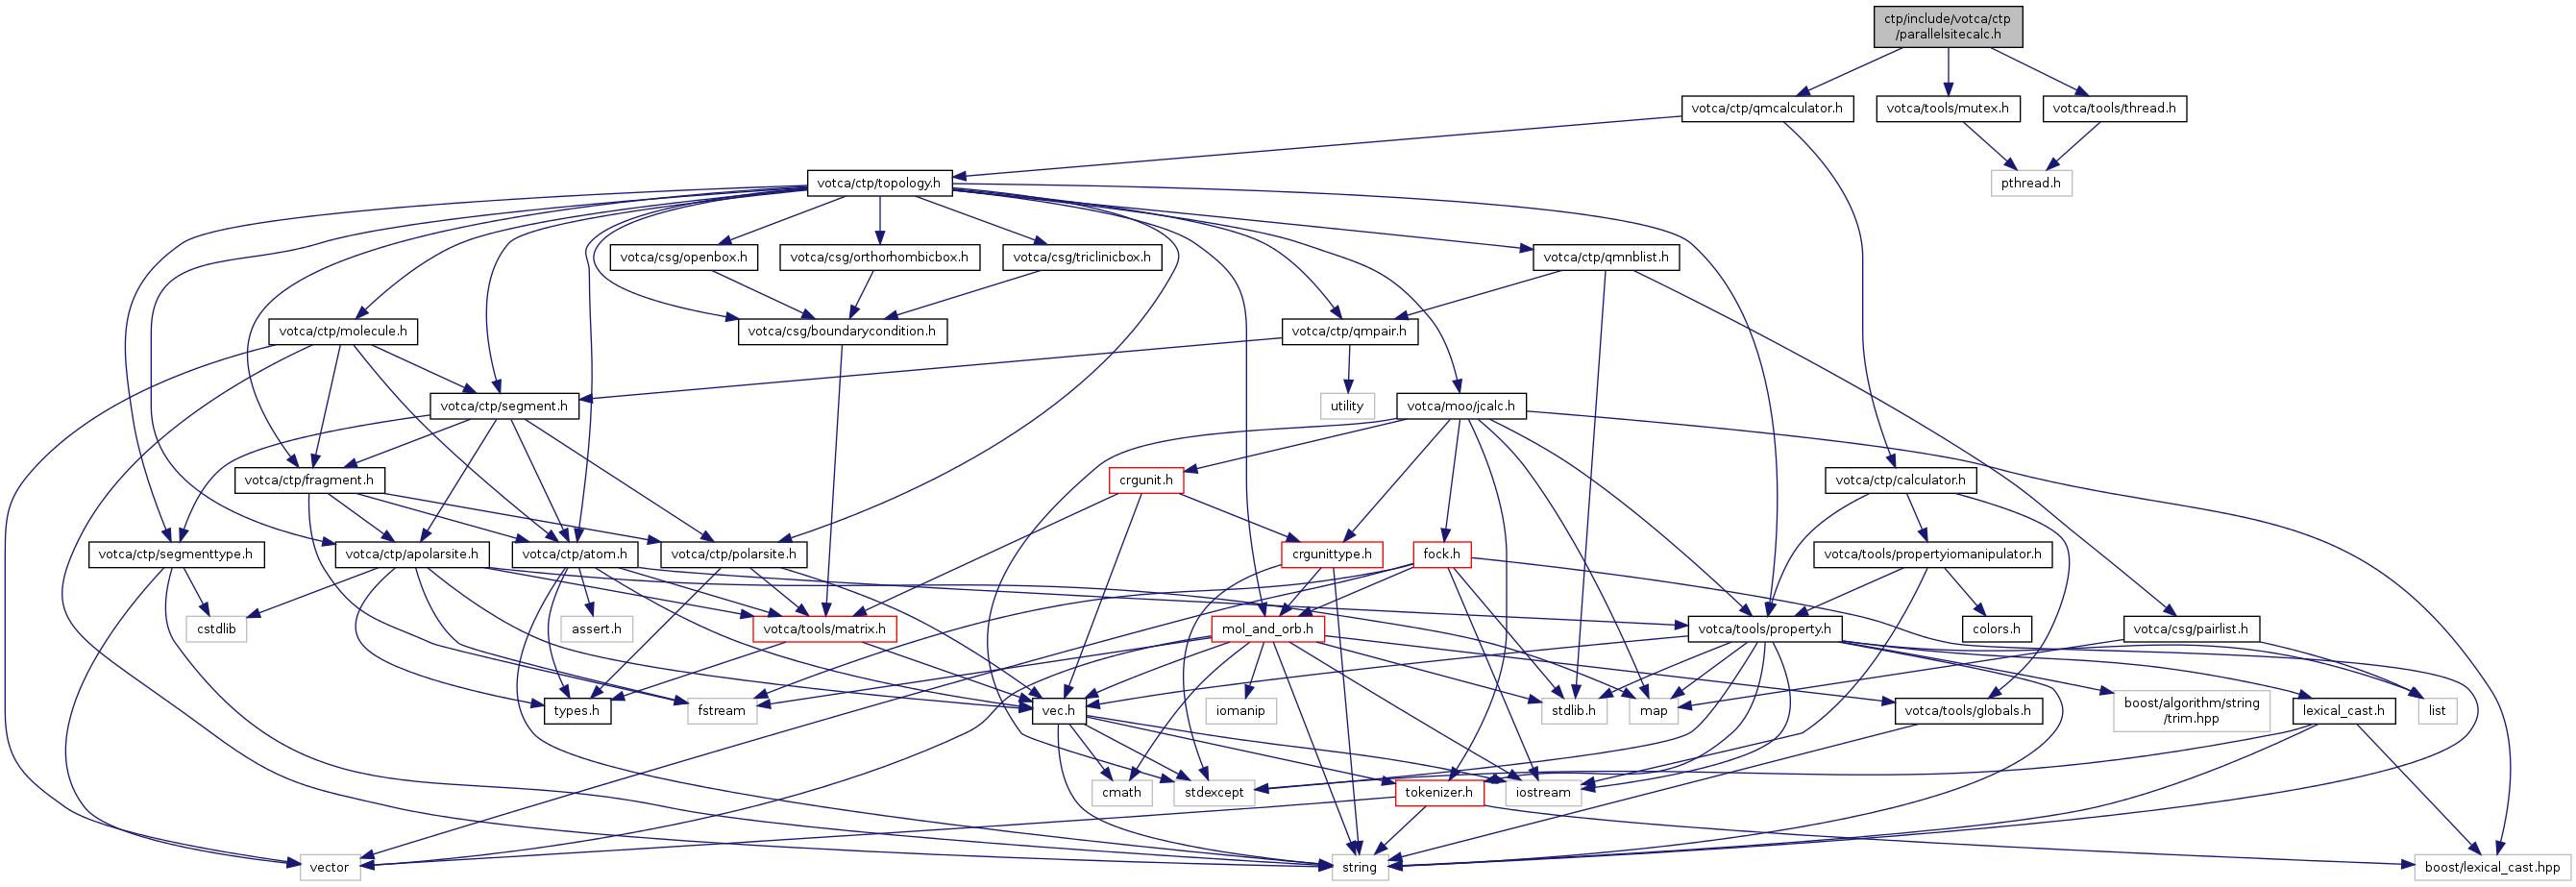 ctp/include/votca/ctp
/parallelsitecalc.h
votca/ctp/qmcalculator.h
votca/tools/mutex.h
votca/tools/thread.h
votca/ctp/topology.h
pthread.h
votca/csg/openbox.h
votca/csg/orthorhombicbox.h
votca/csg/triclinicbox.h
votca/ctp/qmnblist.h
votca/ctp/molecule.h
votca/csg/boundarycondition.h
votca/ctp/qmpair.h
votca/ctp/segment.h
utility
votca/moo/jcalc.h
votca/ctp/fragment.h
crgunit.h
votca/ctp/calculator.h
votca/ctp/segmenttype.h
votca/ctp/apolarsite.h
votca/ctp/atom.h
votca/ctp/polarsite.h
crgunittype.h
fock.h
votca/tools/propertyiomanipulator.h
cstdlib
assert.h
votca/tools/matrix.h
mol_and_orb.h
votca/tools/property.h
colors.h
votca/csg/pairlist.h
types.h
fstream
vec.h
iomanip
stdlib.h
map
votca/tools/globals.h
boost/algorithm/string
/trim.hpp
lexical_cast.h
list
cmath
stdexcept
tokenizer.h
iostream
vector
string
boost/lexical_cast.hpp